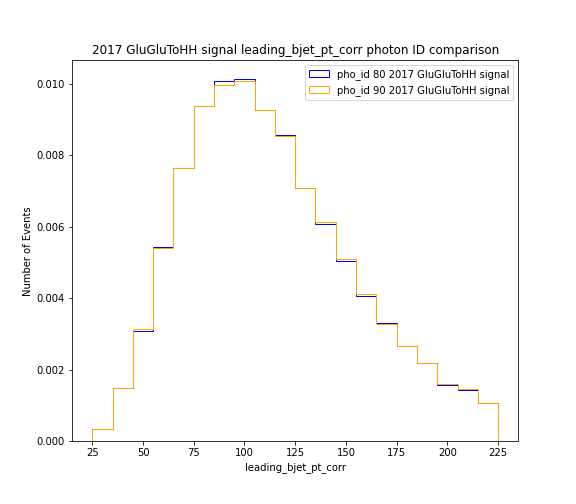 2017 GluGluToHH signal leading_bjet_pt_corr photon ID comparison
pho_id 80 2017 GluGluToHH signal
pho_id 90 2017 GluGluToHH signal
Number of Events
0.010
0.008
0.006
0.004
0.002
0.000
25 50 75 100 125 150 175 200 225
leading_bjet_pt_corr